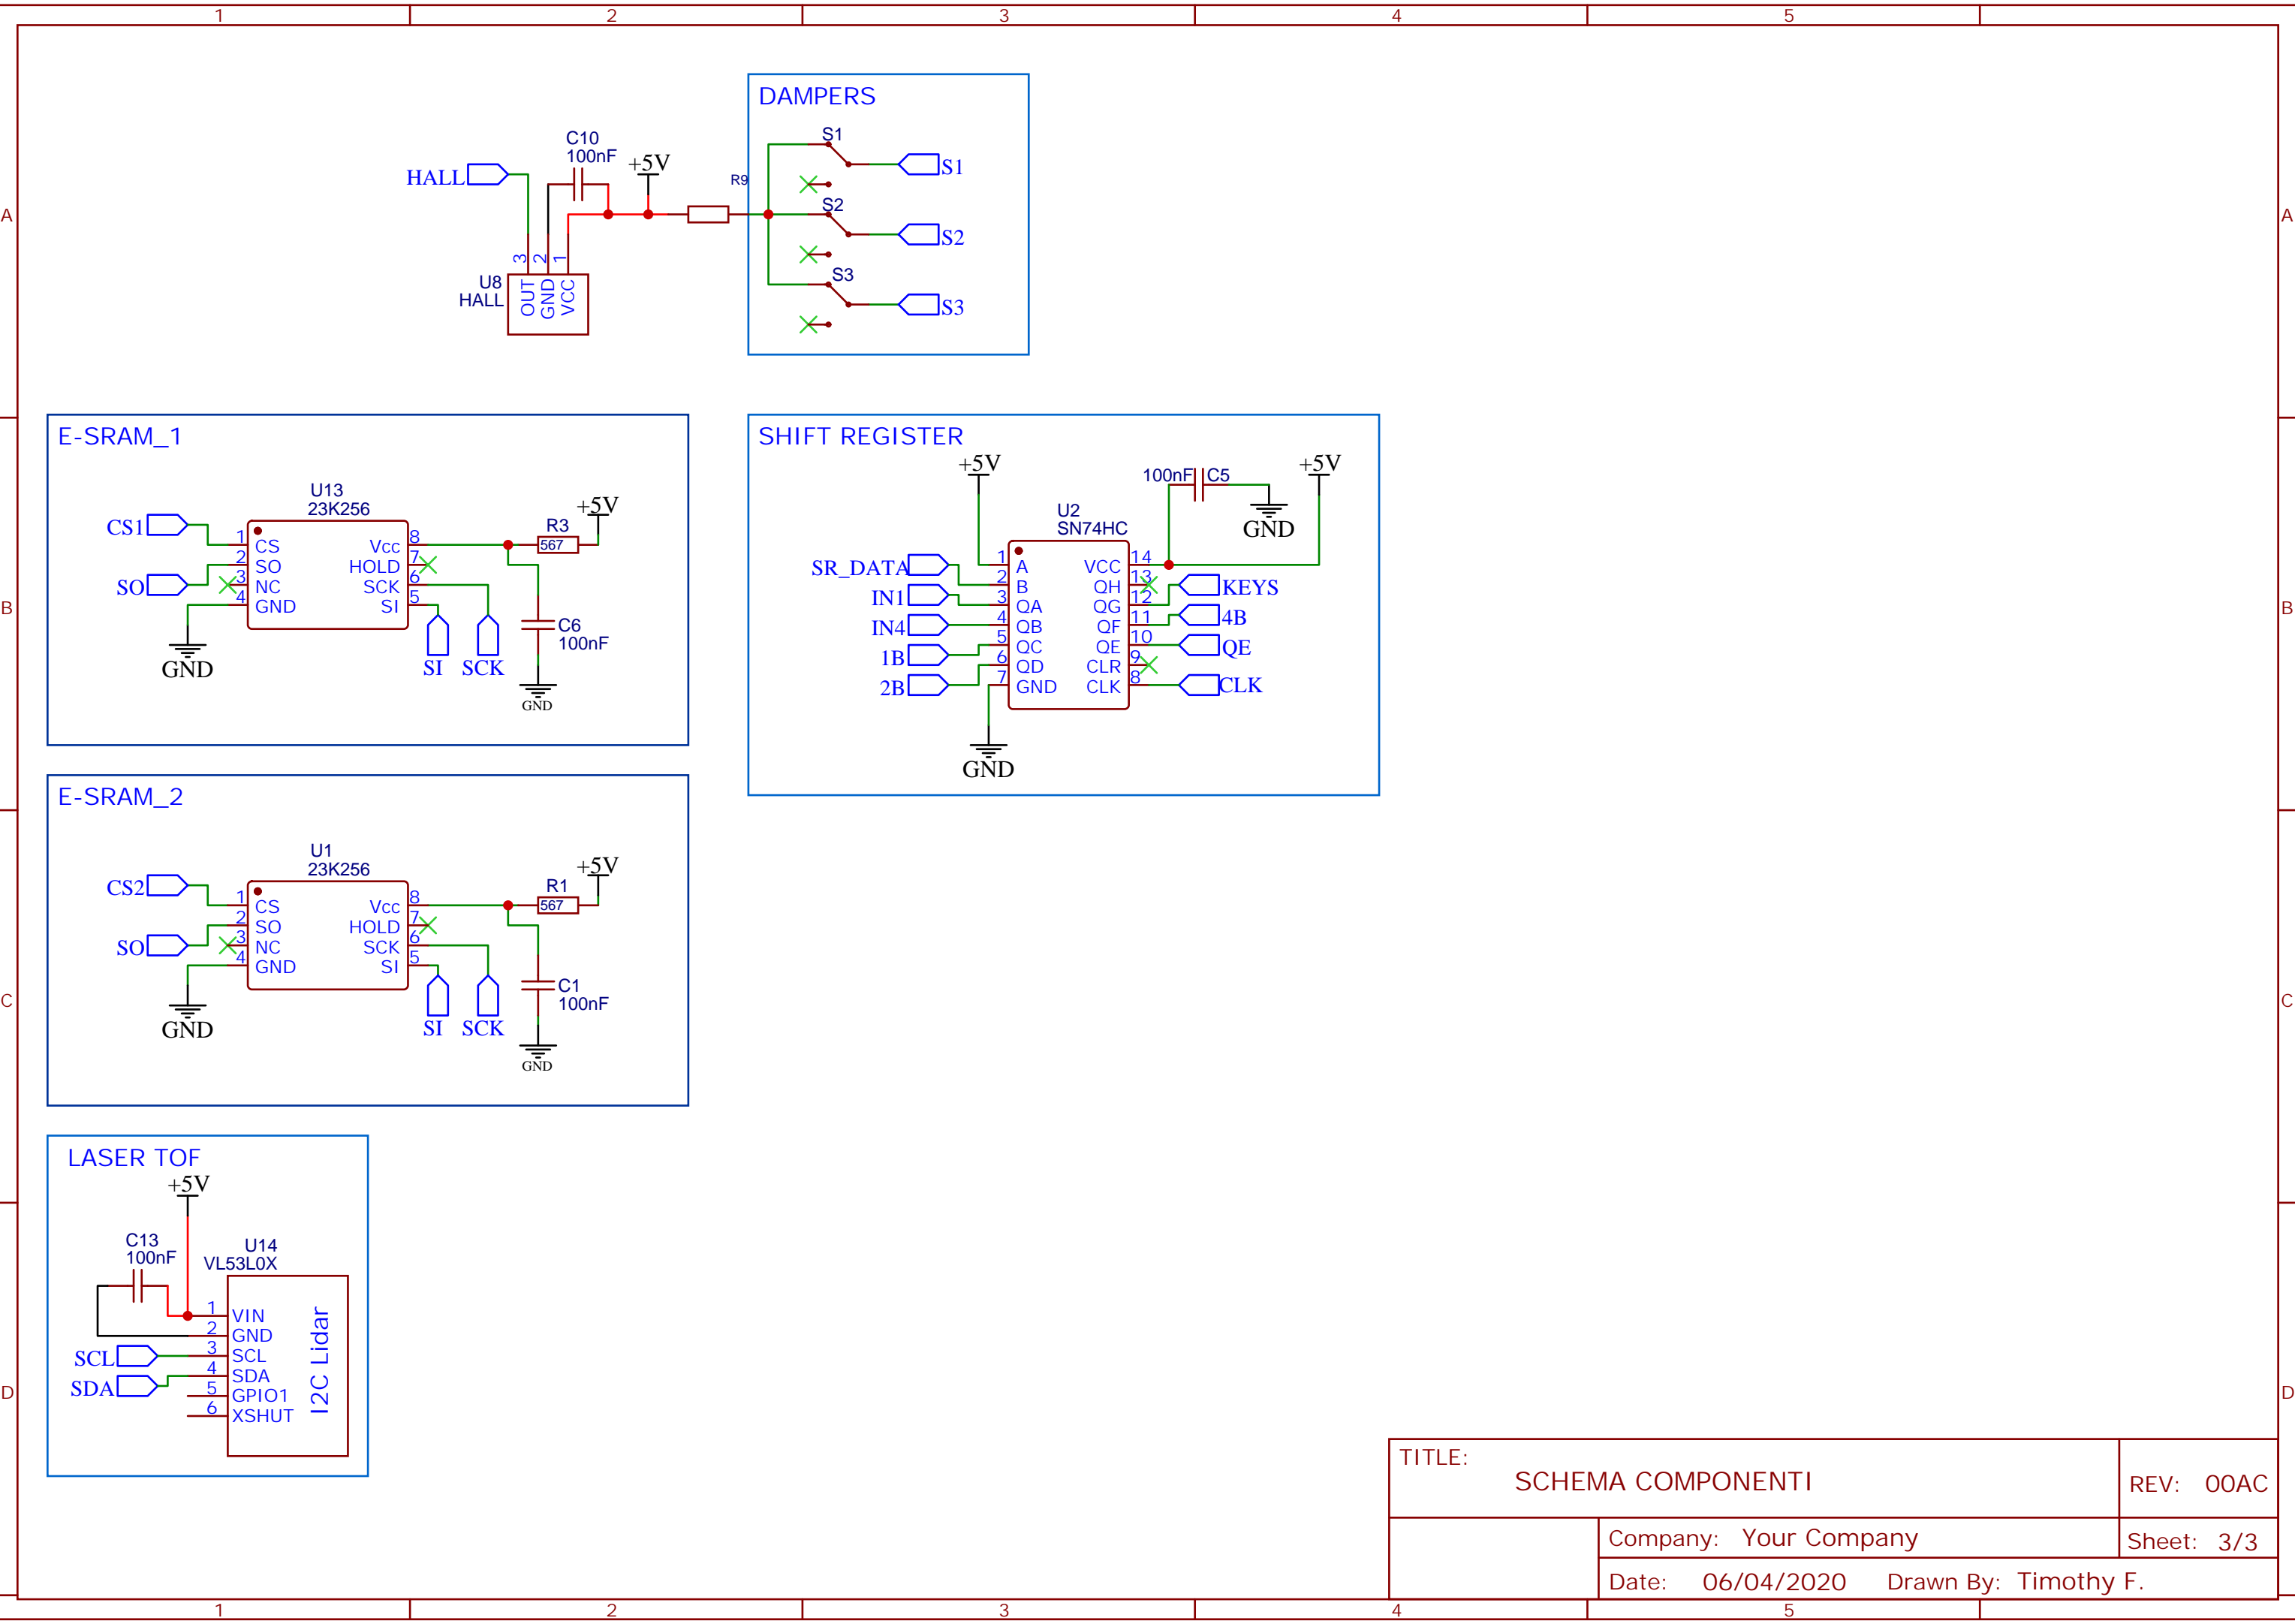 1 2 3 4 5
A A
B B
C C
D D
1 2 3 4 5
DAMPERS
C10
100nF
+5V
HALL
R9
S1
S1
S2
S2
S3
S3
3 2 1
OUT GND VCC
U8
HALL
E-SRAM_1
U13
23K256
CS1
SO
1 CS
2 SO
3 NC
4 GND
Vcc 8
HOLD 7
SCK 6
SI 5
R3
567
+5V
C6
100nF
GND
SI
SCK
GND
SHIFT REGISTER
+5V
100nF C5
+5V
GND
U2
SN74HC
SR_DATA
IN1
IN4
1B
2B
1 A
2 B
3 QA
4 QB
5 QC
6 QD
7 GND
VCC 14
QH 13
QG 12
QF 11
QE 10
CLR 9
CLK 8
KEYS
4B
QE
CLK
GND
E-SRAM_2
U1
23K256
CS2
SO
1 CS
2 SO
3 NC
4 GND
Vcc 8
HOLD 7
SCK 6
SI 5
R1
567
+5V
C1
100nF
GND
SI
SCK
GND
LASER TOF
+5V
C13
100nF
U14
VL53L0X
1 VIN
2 GND
3 SCL
4 SDA
5 GPIO1
6 XSHUT
SCL
SDA
I2C Lidar
TITLE:
SCHEMA COMPONENTI
REV: 00AC
Company: Your Company
Sheet: 3/3
Date: 06/04/2020
Drawn By: Timothy F.